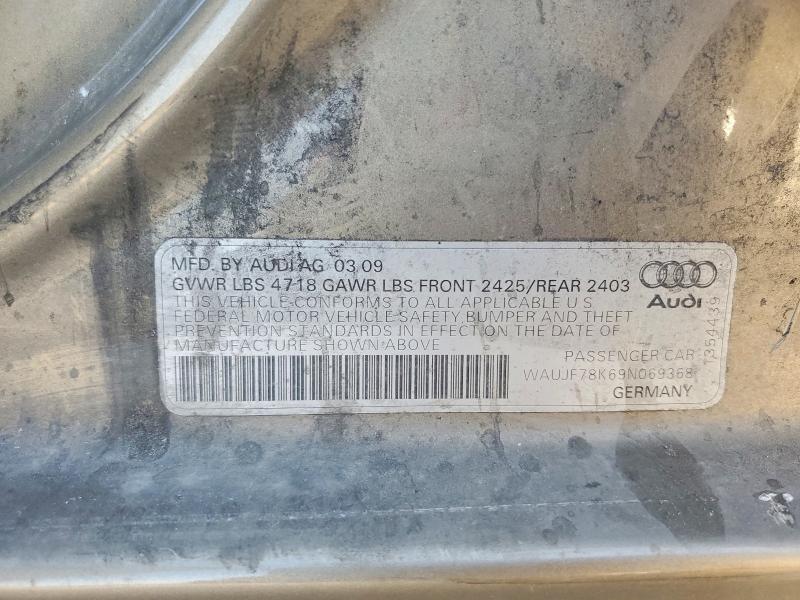 MFD. BY AUDI AG 03.09
GVWR LBS 4718 GAWR LBS FRONT 2425/REAR 2403
THIS VEHICLE CONFORMS TO ALL APPLICABLE U S
FEDERAL MOTOR VEHICLE SAFETY, BUMPER AND THEFT
PREVENTION STANDARDS IN EFFECT ON THE DATE OF
MANUFACTURE SHOWN ABOVE
PASSENGER CAR
WAUJF78K69N069368
GERMANY
Audi
7354439